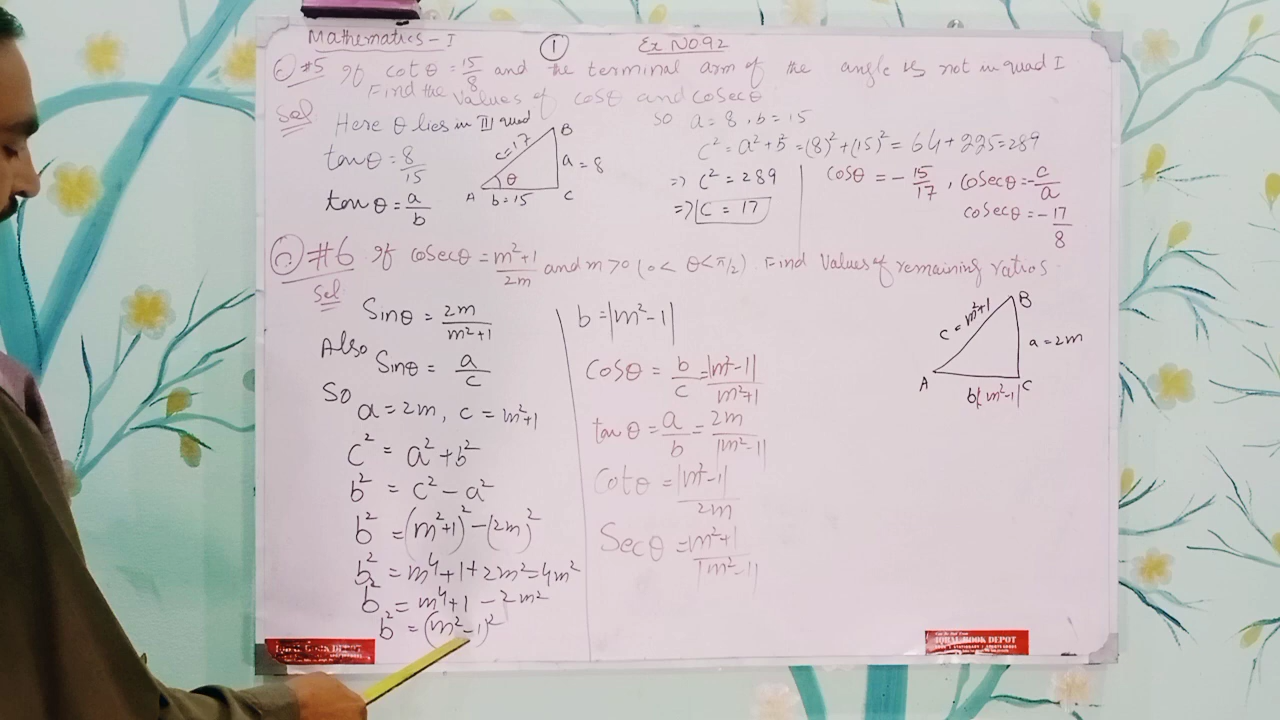 Mathematics-I
①
Ex No 9.2
Q #5 If cotθ = 15/8 and the terminal arm of the angle is not in quad I
Find the values of cosθ and cosecθ
Sol
Here θ lies in III quad
tanθ = 8/15
tanθ = a/b
c=17
B
a = 8
θ
A
b=15
C
so a = 8, b = 15
c² = a² + b² = (8)² + (15)² = 64 + 225 = 289
=> c² = 289
=> c = 17
cosθ = - 15/17, cosecθ = - c/a
cosecθ = - 17/8
Q #6 If cosecθ = m²+1/2m and m>0 (0<θ<π/2). Find Values of remaining ratios
Sol
Sinθ = 2m/m²+1
Also
Sinθ = a/c
So
a = 2m, c = m²+1
c² = a² + b²
b² = c² - a²
b² = (m²+1)² - (2m)²
b² = m⁴+1+2m²=4m²
b² = m⁴+1 - 2m²
b² = (m²-1)²
b = |m²-1|
cosθ = b/c = |m²-1|/m²+1
tanθ = a/b = 2m/|m²-1|
Cotθ = |m²-1|/2m
Secθ = m²+1/|m²-1|
c = m²+1
B
a = 2m
A
b|m²-1|
C
IQBAL BOOK DEPOT
IQBAL BOOK DEPOT